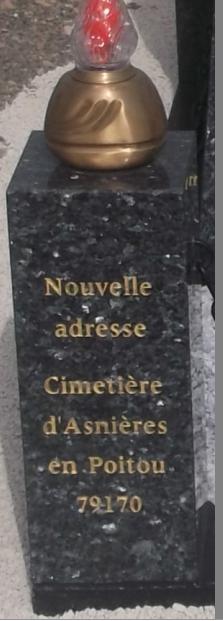 Nouvelle
adresse
Cimetière
d'Asnières
en Poitou
79170